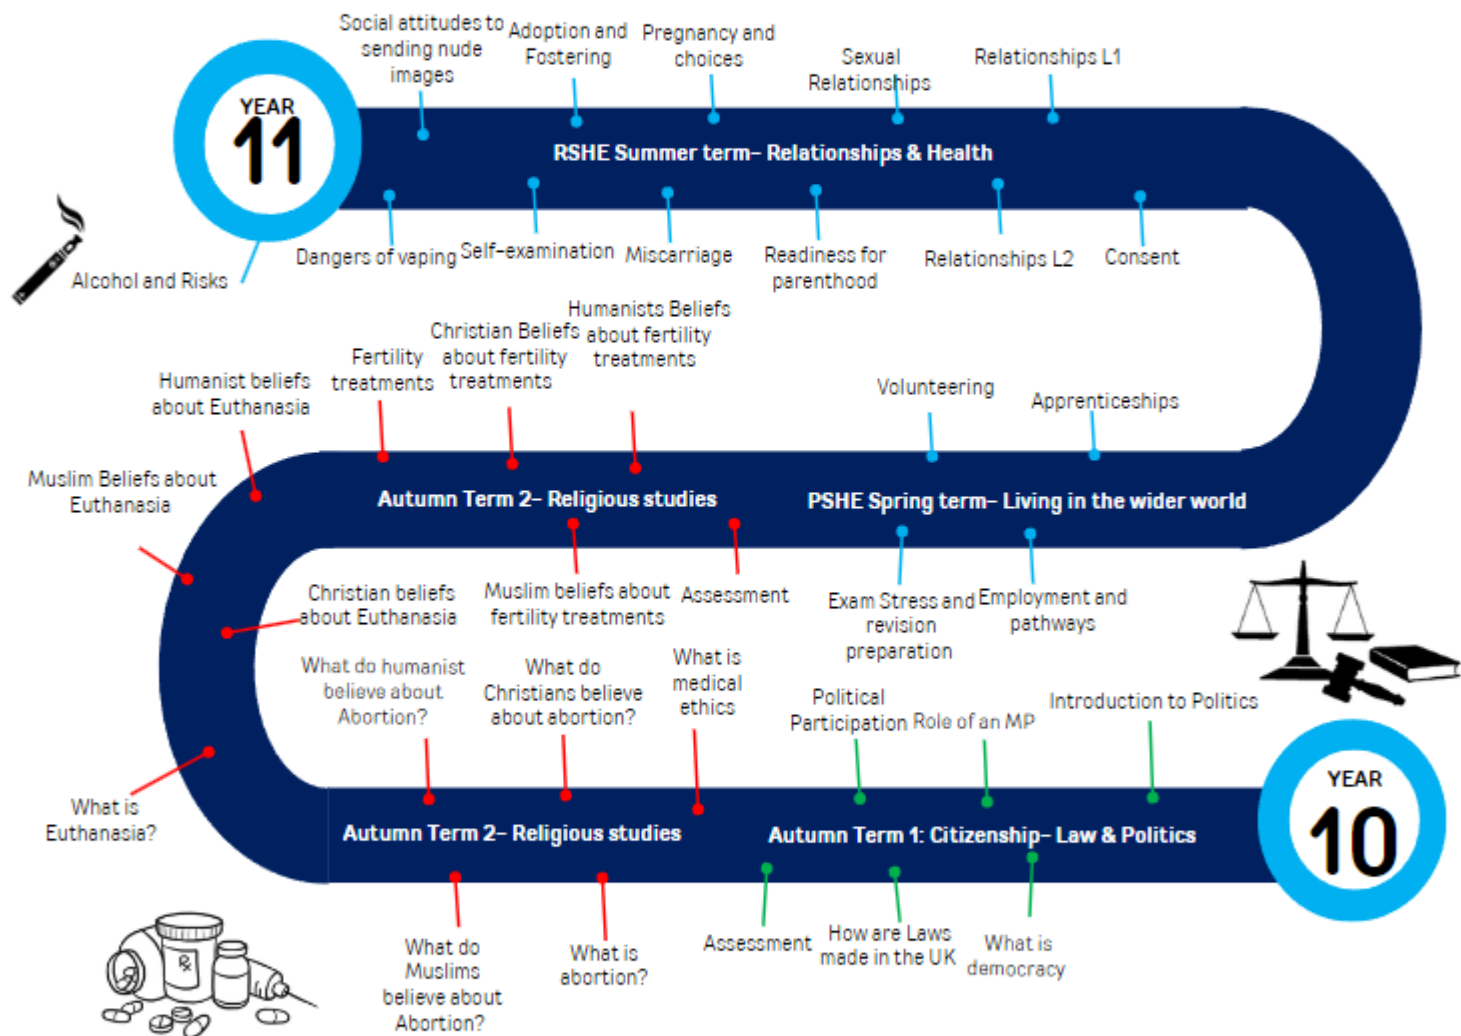 Social attitudes to
sending nude
images
Adoption and
Fostering
Pregnancy and
choices
Sexual
Relationships
Relationships L1
YEAR
11
RSHE Summer term– Relationships & Health
Alcohol and Risks
Dangers of vaping
Self-examination
Miscarriage
Readiness for
parenthood
Relationships L2
Consent
Humanist beliefs
about Euthanasia
Fertility
treatments
Christian Beliefs
about fertility
treatments
Humanists Beliefs
about fertility
treatments
Volunteering
Apprenticeships
Muslim Beliefs about
Euthanasia
Autumn Term 2– Religious studies
PSHE Spring term– Living in the wider world
Christian beliefs
about Euthanasia
Muslim beliefs about
fertility treatments
Assessment
Exam Stress and
revision
preparation
Employment and
pathways
What do humanist
believe about
Abortion?
What do
Christians believe
about abortion?
What is
medical
ethics
Political
Participation
Role of an MP
Introduction to Politics
What is
Euthanasia?
Autumn Term 2– Religious studies
Autumn Term 1: Citizenship– Law & Politics
YEAR
10
What do
Muslims
believe about
Abortion?
What is
abortion?
Assessment
How are Laws
made in the UK
What is
democracy
Rx